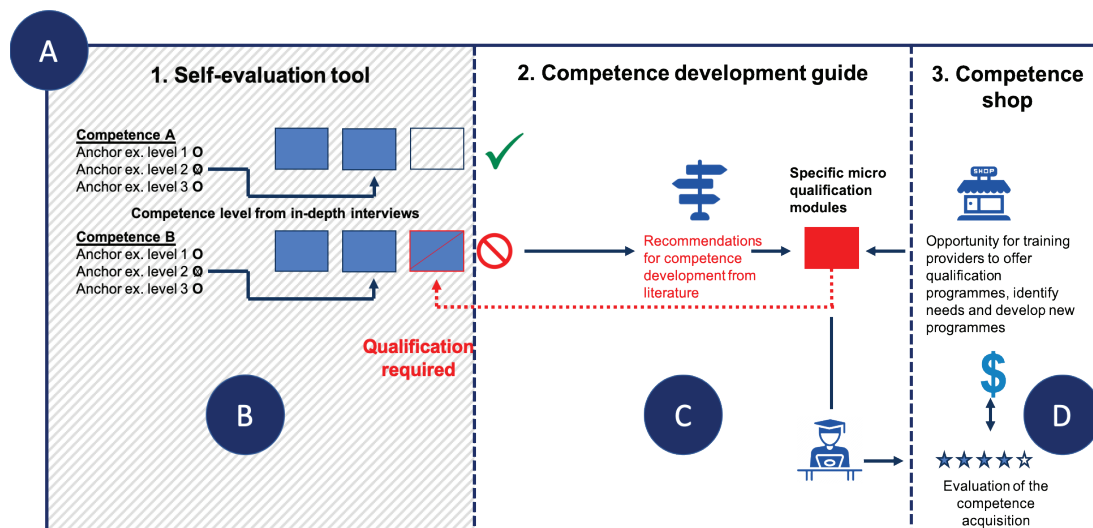 A
1. Self-evaluation tool
Competence A
Anchor ex. level 1 O
Anchor ex. level 2 O
Anchor ex. level 3 O
Competence level from in-depth interviews
Competence B
Anchor ex. level 1 O
Anchor ex. level 2 O
Anchor ex. level 3 O
Qualification
required
B
2. Competence development guide
Specific micro
qualification
modules
Recommendations
for competence
development from
literature
C
3. Competence
shop
SHOP
Opportunity for training
providers to offer
qualification
programmes, identify
needs and develop new
programmes
$
D
Evaluation of the
competence
acquisition